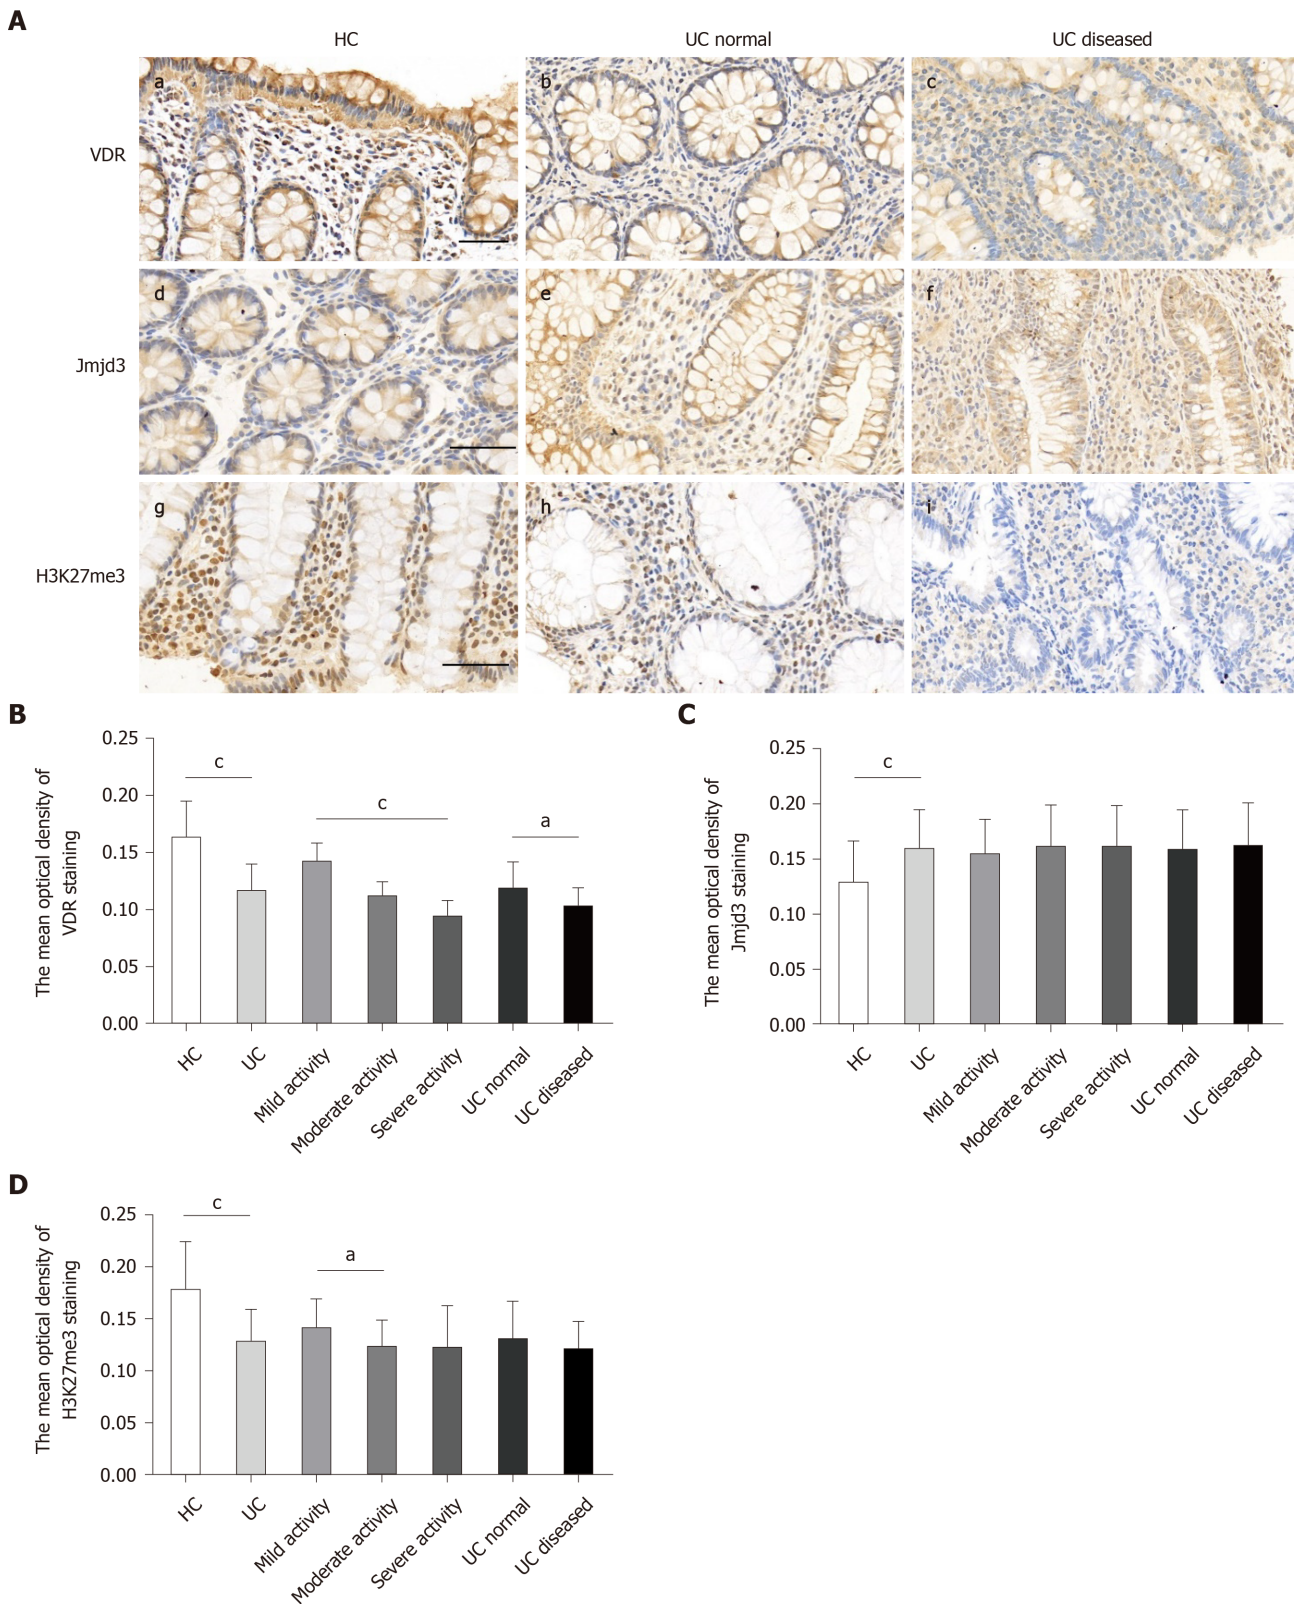 A
HC
UC normal
UC diseased
VDR
a
b
c
Jmjd3
d
e
f
H3K27me3
g
h
i
B
The mean optical density of
VDR staining
0.25
0.20
0.15
0.10
0.05
0.00
c
c
a
HC
UC
Mild activity
Moderate activity
Severe activity
UC normal
UC diseased
C
The mean optical density of
Jmjd3 staining
0.25
0.20
0.15
0.10
0.05
0.00
c
HC
UC
Mild activity
Moderate activity
Severe activity
UC normal
UC diseased
D
The mean optical density of
H3K27me3 staining
0.25
0.20
0.15
0.10
0.05
0.00
c
a
HC
UC
Mild activity
Moderate activity
Severe activity
UC normal
UC diseased